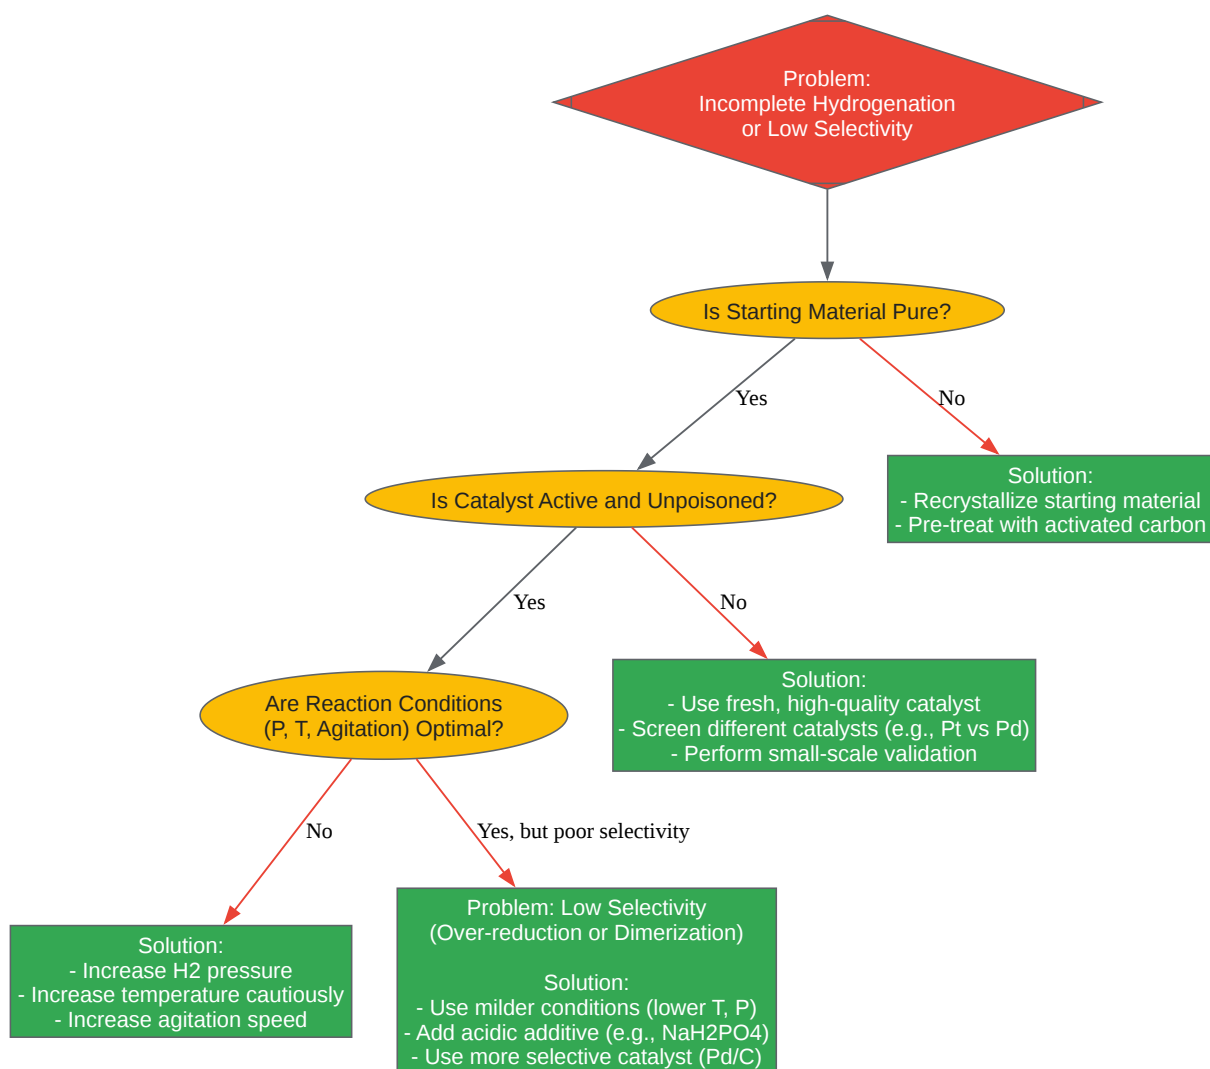 Problem:
Incomplete Hydrogenation
or Low Selectivity
Is Starting Material Pure?
Yes
No
Solution:
- Recrystallize starting material
- Pre-treat with activated carbon
Is Catalyst Active and Unpoisoned?
Yes
No
Solution:
- Use fresh, high-quality catalyst
- Screen different catalysts (e.g., Pt vs Pd)
- Perform small-scale validation
Are Reaction Conditions
(P, T, Agitation) Optimal?
No
Yes, but poor selectivity
Solution:
- Increase H2 pressure
- Increase temperature cautiously
- Increase agitation speed
Problem: Low Selectivity
(Over-reduction or Dimerization)
Solution:
- Use milder conditions (lower T, P)
- Add acidic additive (e.g., NaH2PO4)
- Use more selective catalyst (Pd/C)